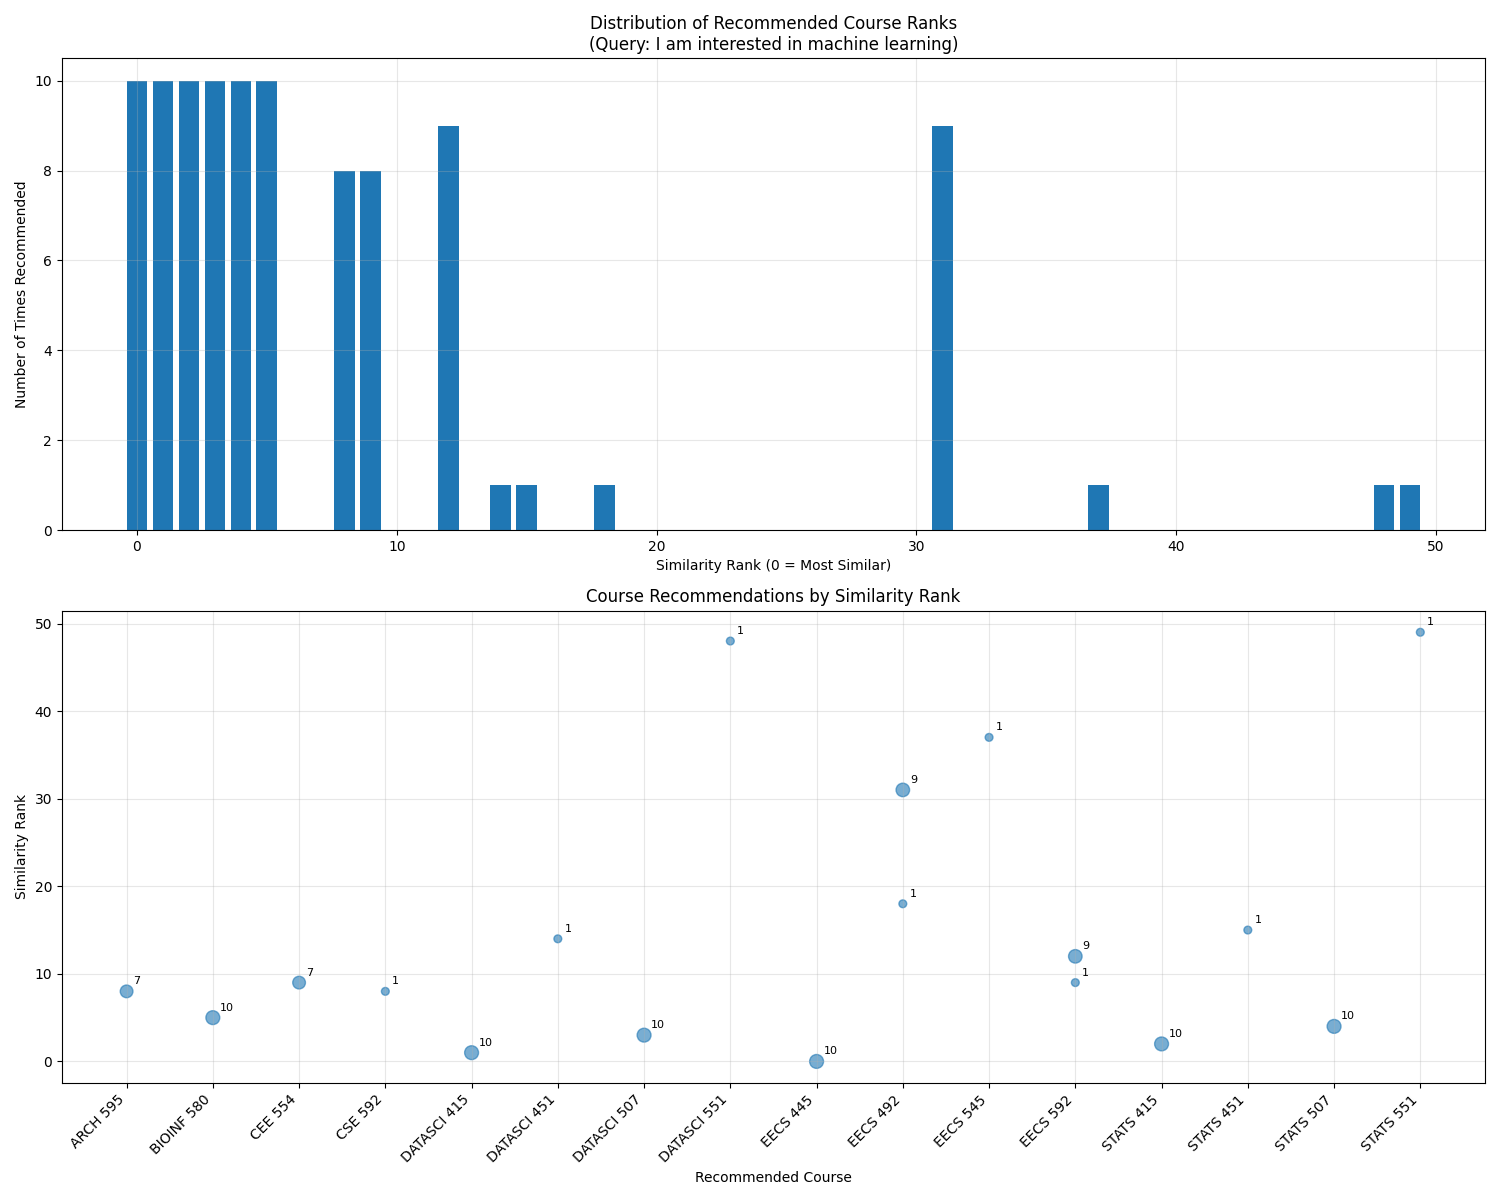 Distribution of Recommended Course Ranks
(Query: I am interested in machine learning)
Number of Times Recommended
10
8
6
4
2
0
0 10 20 30 40 50
Similarity Rank (0 = Most Similar)
Course Recommendations by Similarity Rank
Similarity Rank
50
40
30
20
10
0
1
1
1
9
1
1
1
9
7
7
1
1
10
10
10
10
10
10
ARCH 595
BIOINF 580
CEE 554
CSE 592
DATASCI 415
DATASCI 451
DATASCI 507
DATASCI 551
EECS 445
EECS 492
EECS 545
EECS 592
STATS 415
STATS 451
STATS 507
STATS 551
Recommended Course